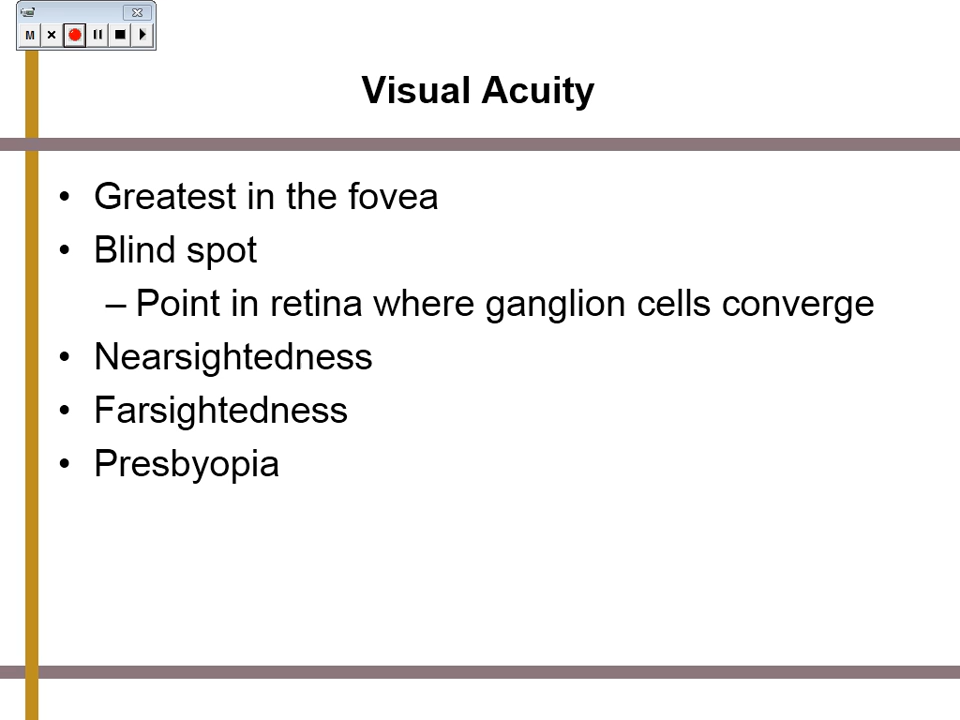 M
Visual Acuity
• Greatest in the fovea
• Blind spot
– Point in retina where ganglion cells converge
• Nearsightedness
• Farsightedness
• Presbyopia